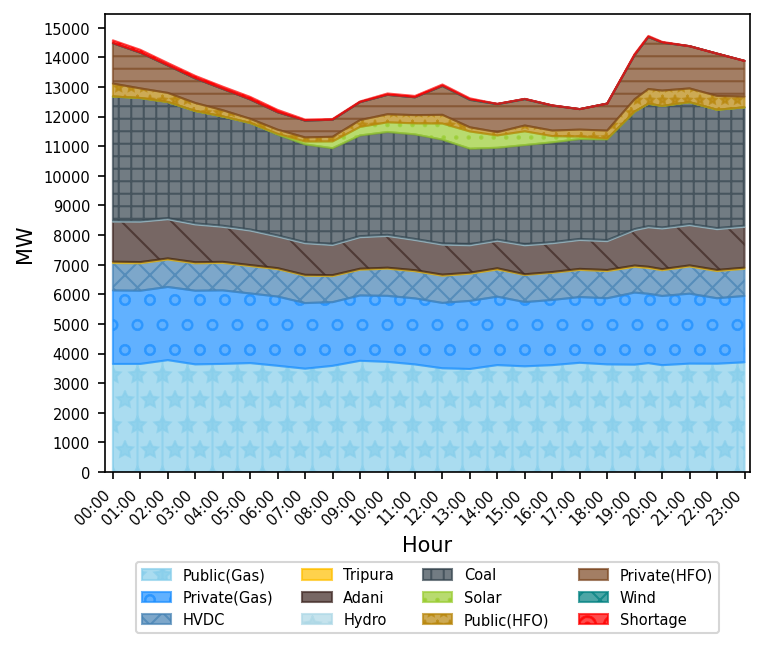 15000
14000
13000
12000
11000
10000
9000
8000
7000
6000
5000
4000
3000
2000
1000
0
MW
00:00 01:00 02:00 03:00 04:00 05:00 06:00 07:00 08:00 09:00 10:00 11:00 12:00 13:00 14:00 15:00 16:00 17:00 18:00 19:00 20:00 21:00 22:00 23:00
Hour
Public(Gas) Tripura Coal Private(HFO)
Private(Gas) Adani Solar Wind
HVDC Hydro Public(HFO) Shortage